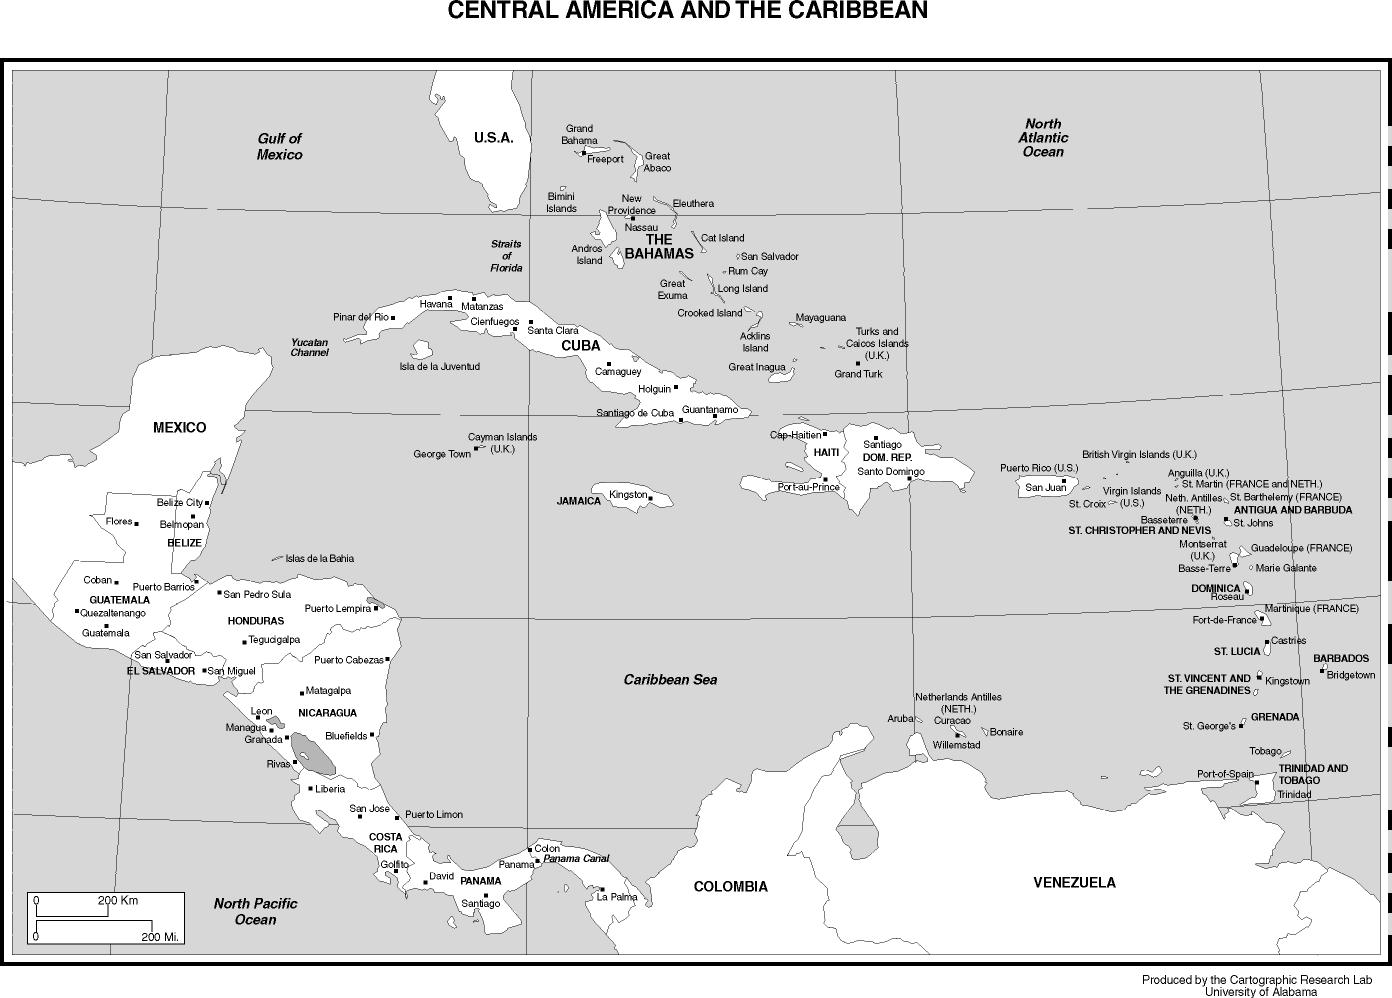 CENTRAL AMERICA AND THE CARIBBEAN
Gulf of
Mexico
U.S.A.
North
Atlantic
Ocean
Grand
Bahama
Freeport
Great
Abaco
Bimini
Islands
New
Providence
Nassau
Eleuthera
THE
BAHAMAS
Andros
Island
Cat Island
San Salvador
Rum Cay
Great
Exuma
Long Island
Crooked Island
Acklins
Island
Mayaguana
Turks and
Caicos Islands
(U.K.)
Great Inagua
Grand Turk
Straits
of
Florida
Yucatan
Channel
Havana
Matanzas
Pinar del Rio
Cienfuegos
Santa Clara
CUBA
Isla de la Juventud
Camaguey
Holguin
Santiago de Cuba
Guantanamo
MEXICO
Cayman Islands
(U.K.)
George Town
JAMAICA
Kingston
Cap-Haitien
HAITI
Port-au-Prince
Santiago
DOM. REP.
Santo Domingo
Puerto Rico (U.S.)
San Juan
British Virgin Islands (U.K.)
Virgin Islands
(U.S.)
St. Croix
Anguilla (U.K.)
St. Martin (FRANCE and NETH.)
Neth. Antilles
(NETH.)
St. Barthelemy (FRANCE)
ANTIGUA AND BARBUDA
Basseterre
St. Johns
ST. CHRISTOPHER AND NEVIS
Montserrat
(U.K.)
Guadeloupe (FRANCE)
Basse-Terre
Marie Galante
DOMINICA
Roseau
Martinique (FRANCE)
Fort-de-France
Castries
ST. LUCIA
BARBADOS
Bridgetown
ST. VINCENT AND
THE GRENADINES
Kingstown
GRENADA
St. George's
Tobago
TRINIDAD AND
TOBAGO
Port-of-Spain
Trinidad
Belize City
Belmopan
BELIZE
Flores
Islas de la Bahia
Coban
Puerto Barrios
GUATEMALA
Quezaltenango
Guatemala
San Pedro Sula
Puerto Lempira
HONDURAS
Tegucigalpa
San Salvador
EL SALVADOR
San Miguel
Puerto Cabezas
Matagalpa
NICARAGUA
Leon
Managua
Granada
Bluefields
Rivas
Caribbean Sea
Netherlands Antilles
(NETH.)
Aruba
Curacao
Bonaire
Willemstad
Liberia
San Jose
Puerto Limon
COSTA
RICA
Golfito
Colon
Panama
Panama Canal
David
PANAMA
Santiago
La Palma
COLOMBIA
VENEZUELA
North Pacific
Ocean
0 200 Km
0 200 Mi.
Produced by the Cartographic Research Lab
University of Alabama